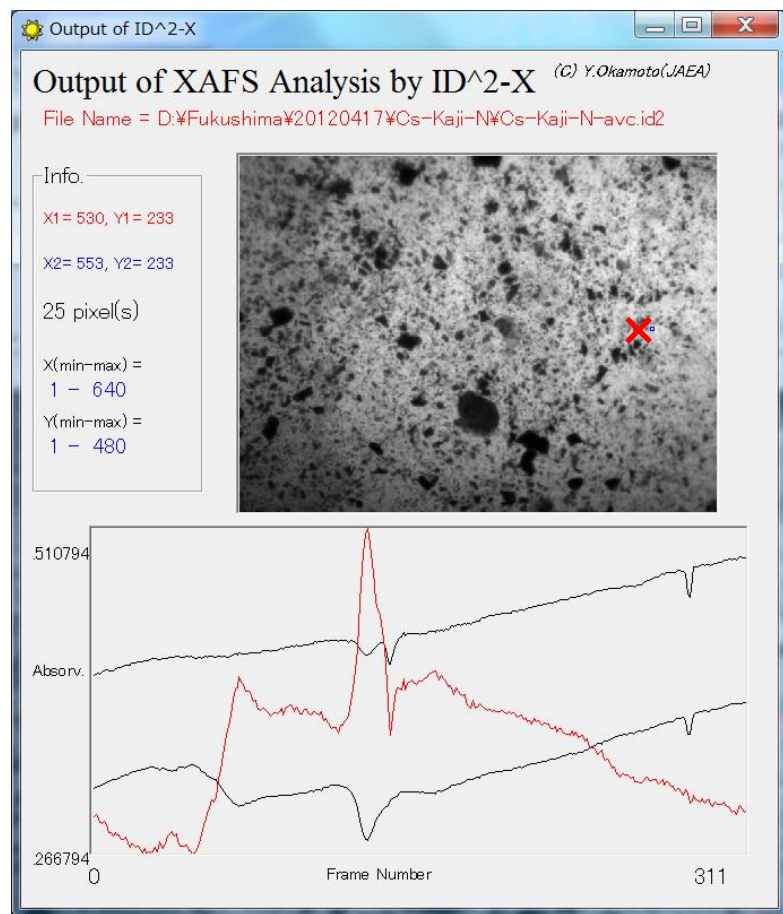 Output of ID^2-X
Output of XAFS Analysis by ID^2-X
(C) Y.Okamoto(JAEA)
File Name = D:¥Fukushima¥20120417¥Cs-Kaji-N¥Cs-Kaji-N-avc.id2
Info.
X1= 530, Y1= 233
X2= 553, Y2= 233
25 pixel(s)
X(min-max) =
1 - 640
Y(min-max) =
1 - 480
.510794
Absorv.
.266794
0
Frame Number
311